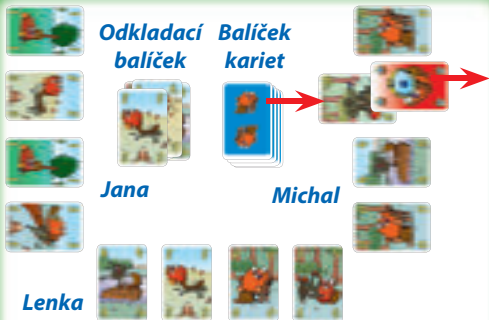 Odkladací balíček
Balíček kariet
Jana
Michal
Lenka